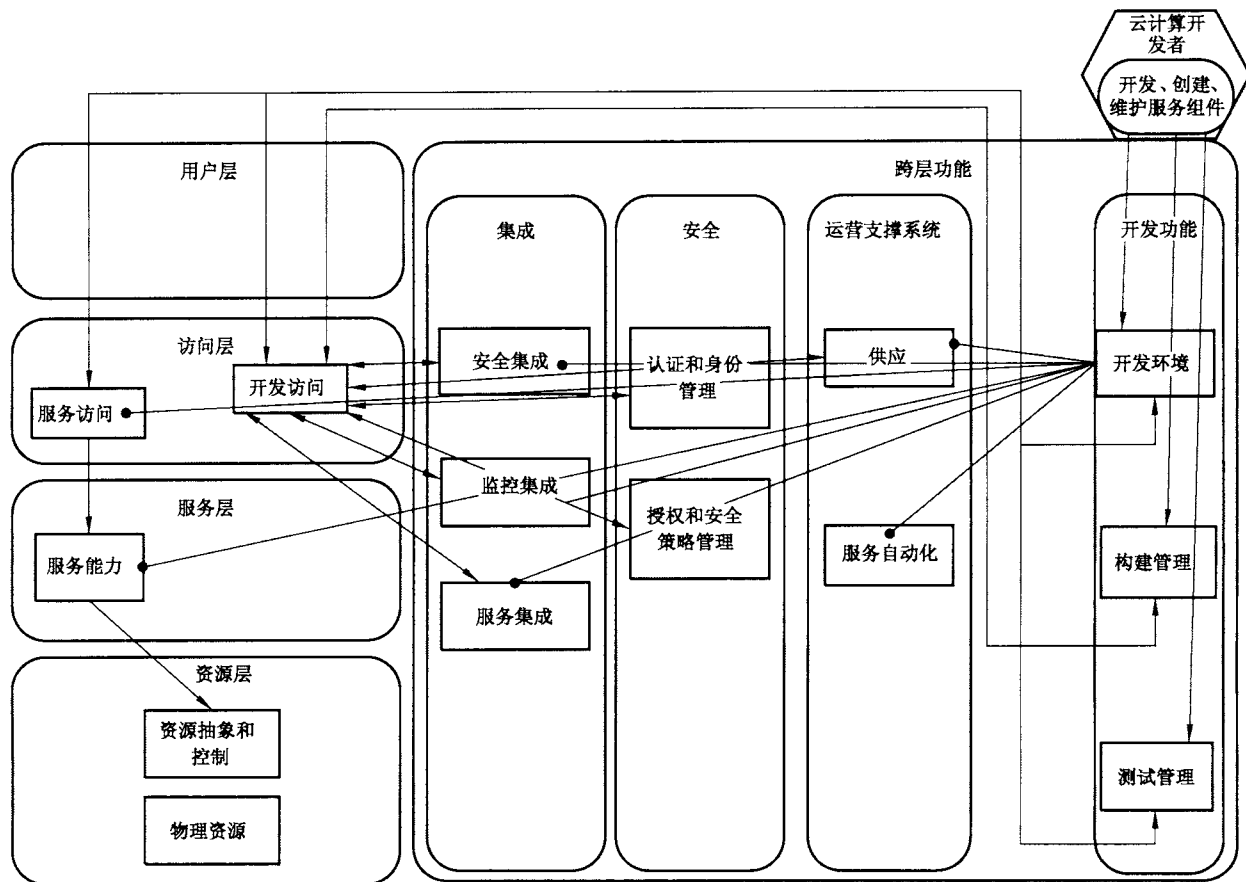 云计算开
发者
开发、创建、
维护服务组件
用户层
跨层功能
集成
安全
运营支撑系统
开发功能
访问层
开发访问
服务访问
安全集成
认证和身份
管理
供应
开发环境
服务层
服务能力
监控集成
授权和安全
策略管理
服务自动化
构建管理
服务集成
资源层
资源抽象和
控制
物理资源
测试管理